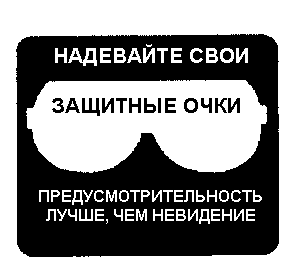 НАДЕВАЙТЕ СВОИ
ЗАЩИТНЫЕ ОЧКИ
ПРЕДУСМОТРИТЕЛЬНОСТЬ
ЛУЧШЕ, ЧЕМ НЕВИДЕНИЕ